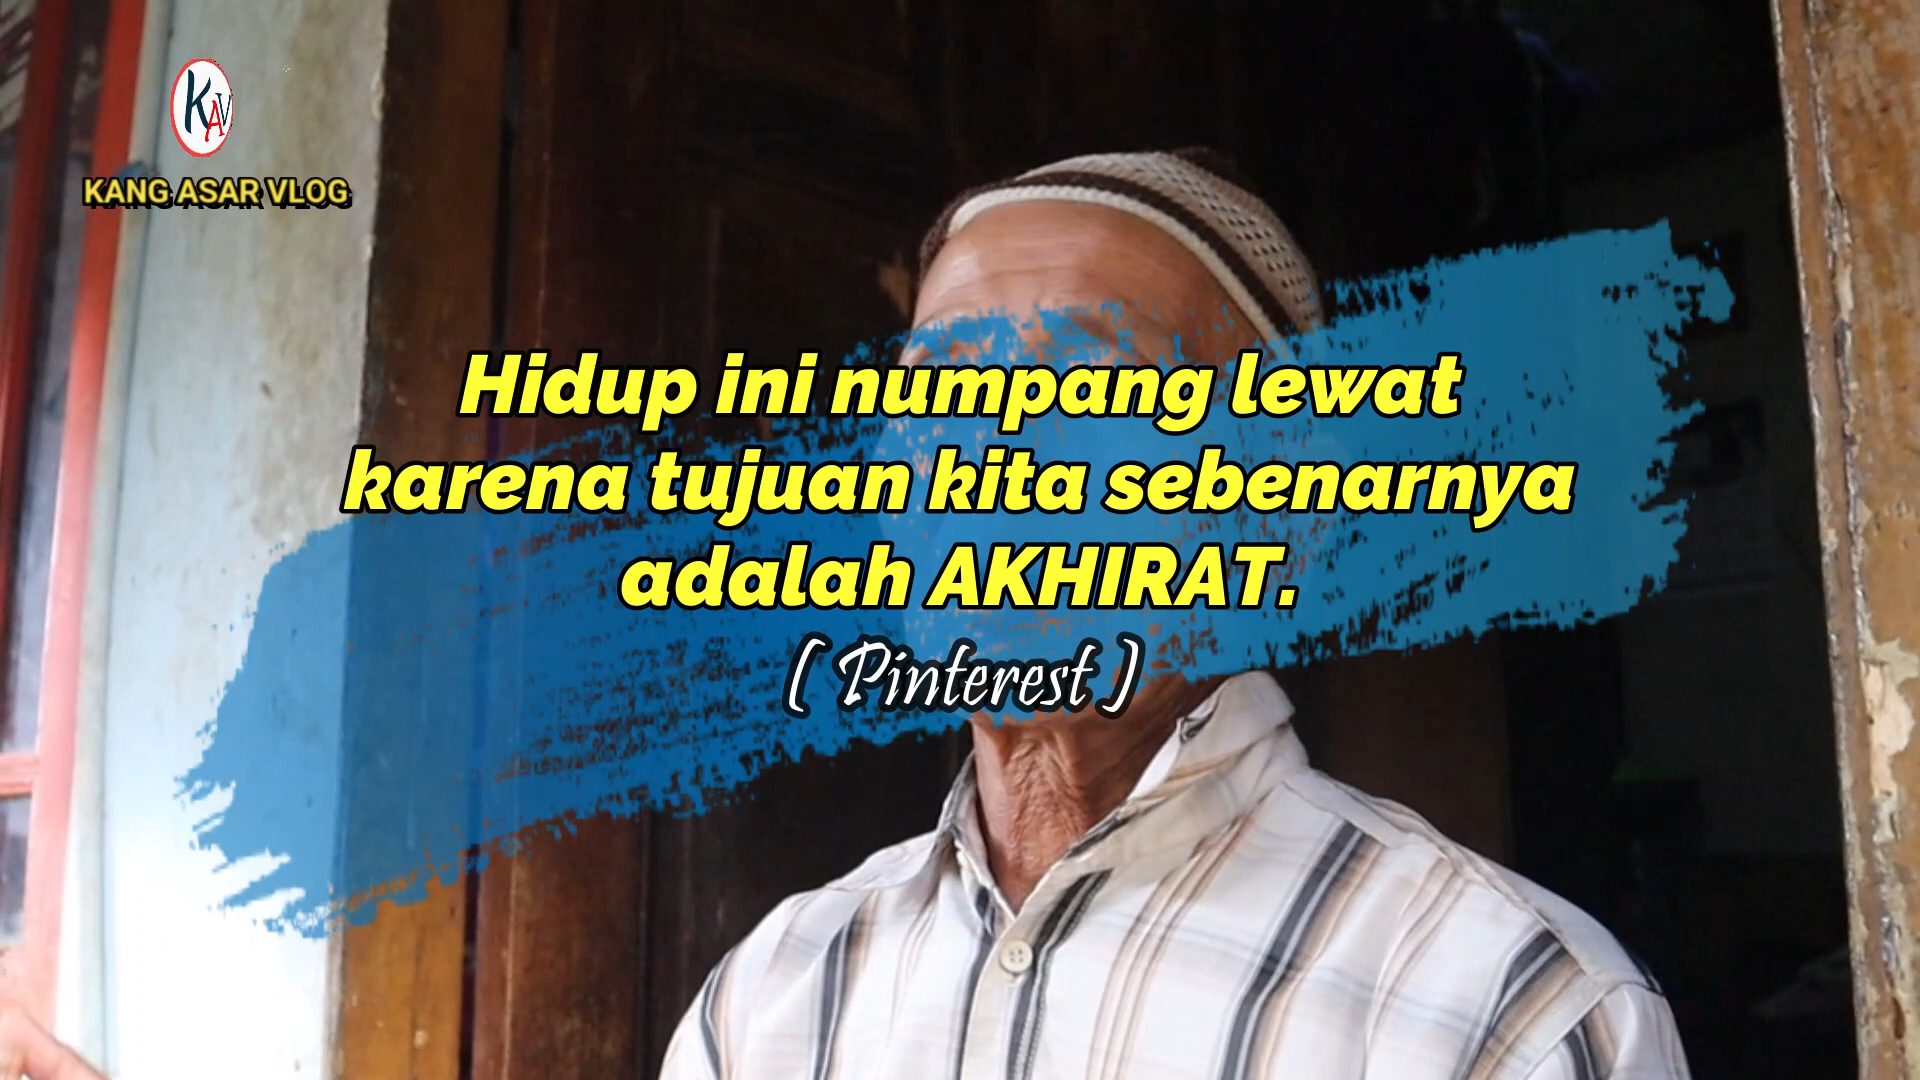 KAV
KANG ASAR VLOG
Hidup ini numpang lewat
karena tujuan kita sebenarnya
adalah AKHIRAT.
( Pinterest )